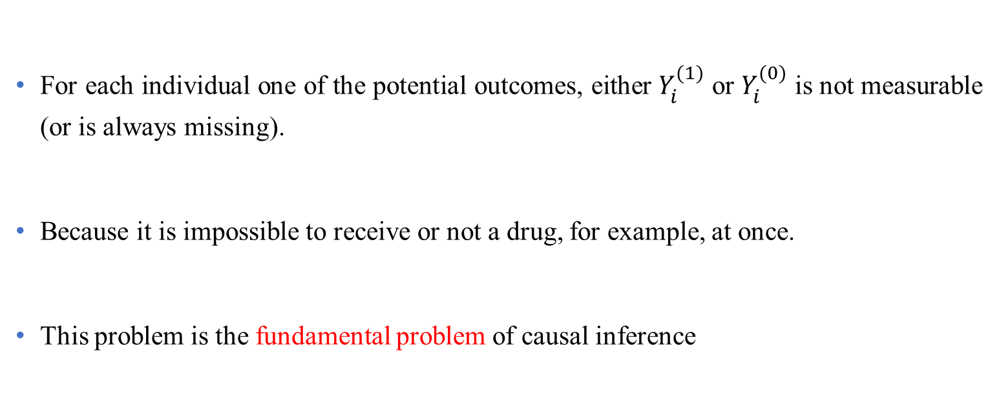 • For each individual one of the potential outcomes, either Y_i^(1) or Y_i^(0) is not measurable
(or is always missing).
• Because it is impossible to receive or not a drug, for example, at once.
• This problem is the fundamental problem of causal inference